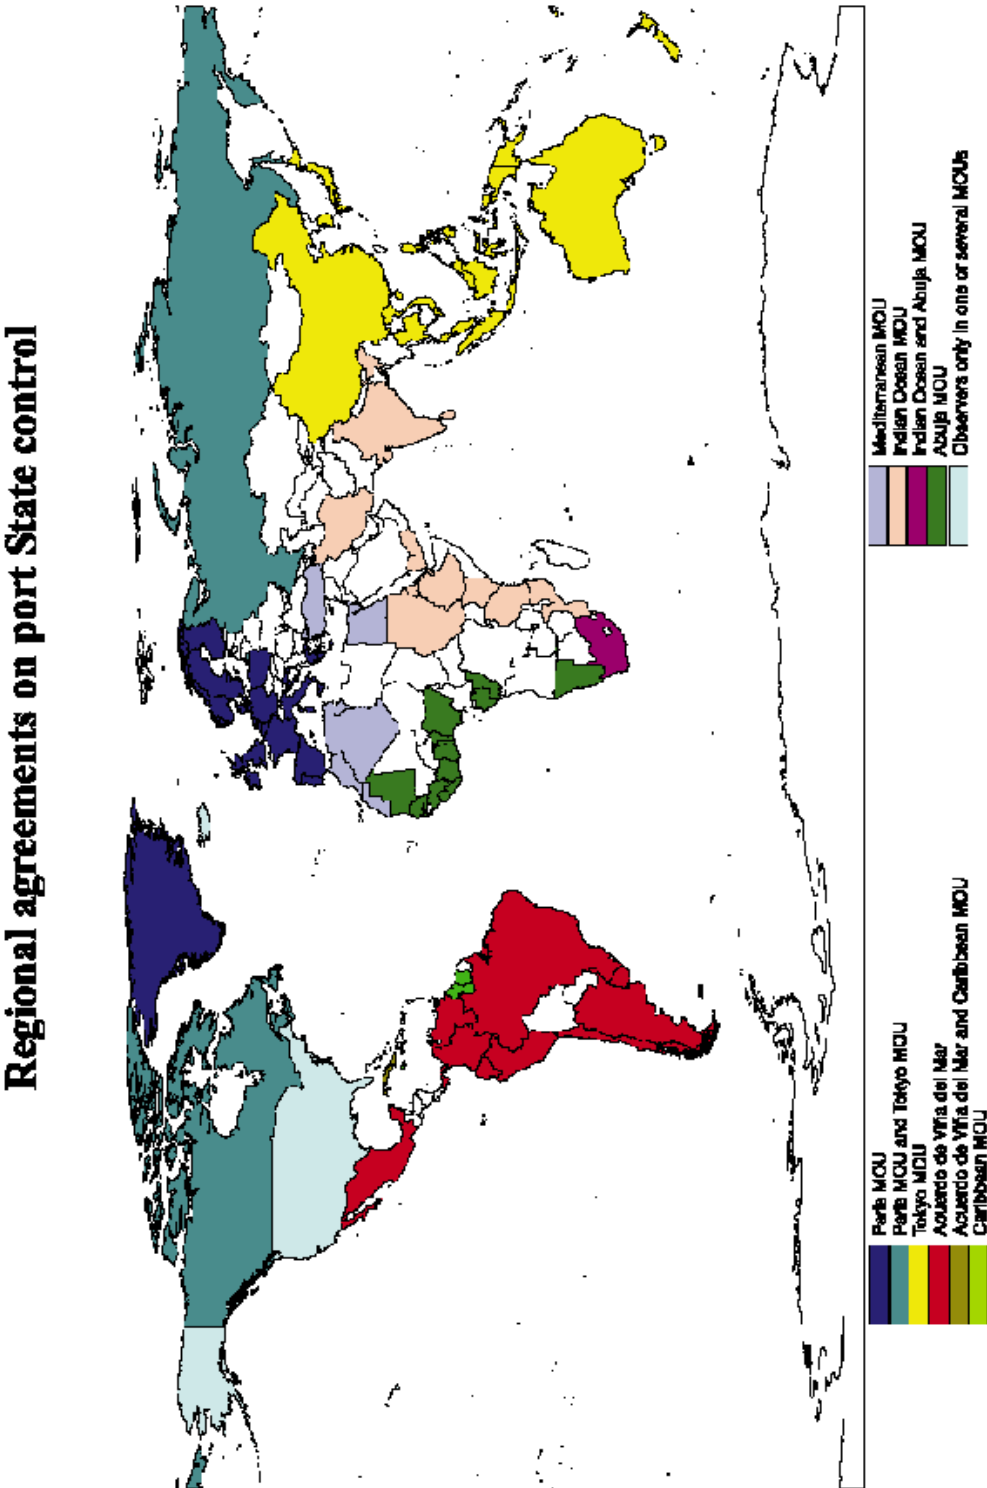 Regional agreements on port State control
Paris MOU
Paris MOU and Tokyo MOU
Tokyo MOU
Acuerdo de Viña del Mar
Acuerdo de Viña del Mar and Caribbean MOU
Caribbean MOU
Mediterranean MOU
Indian Ocean MOU
Indian Ocean and Abuja MOU
Abuja MOU
Observers only in one or several MOUs